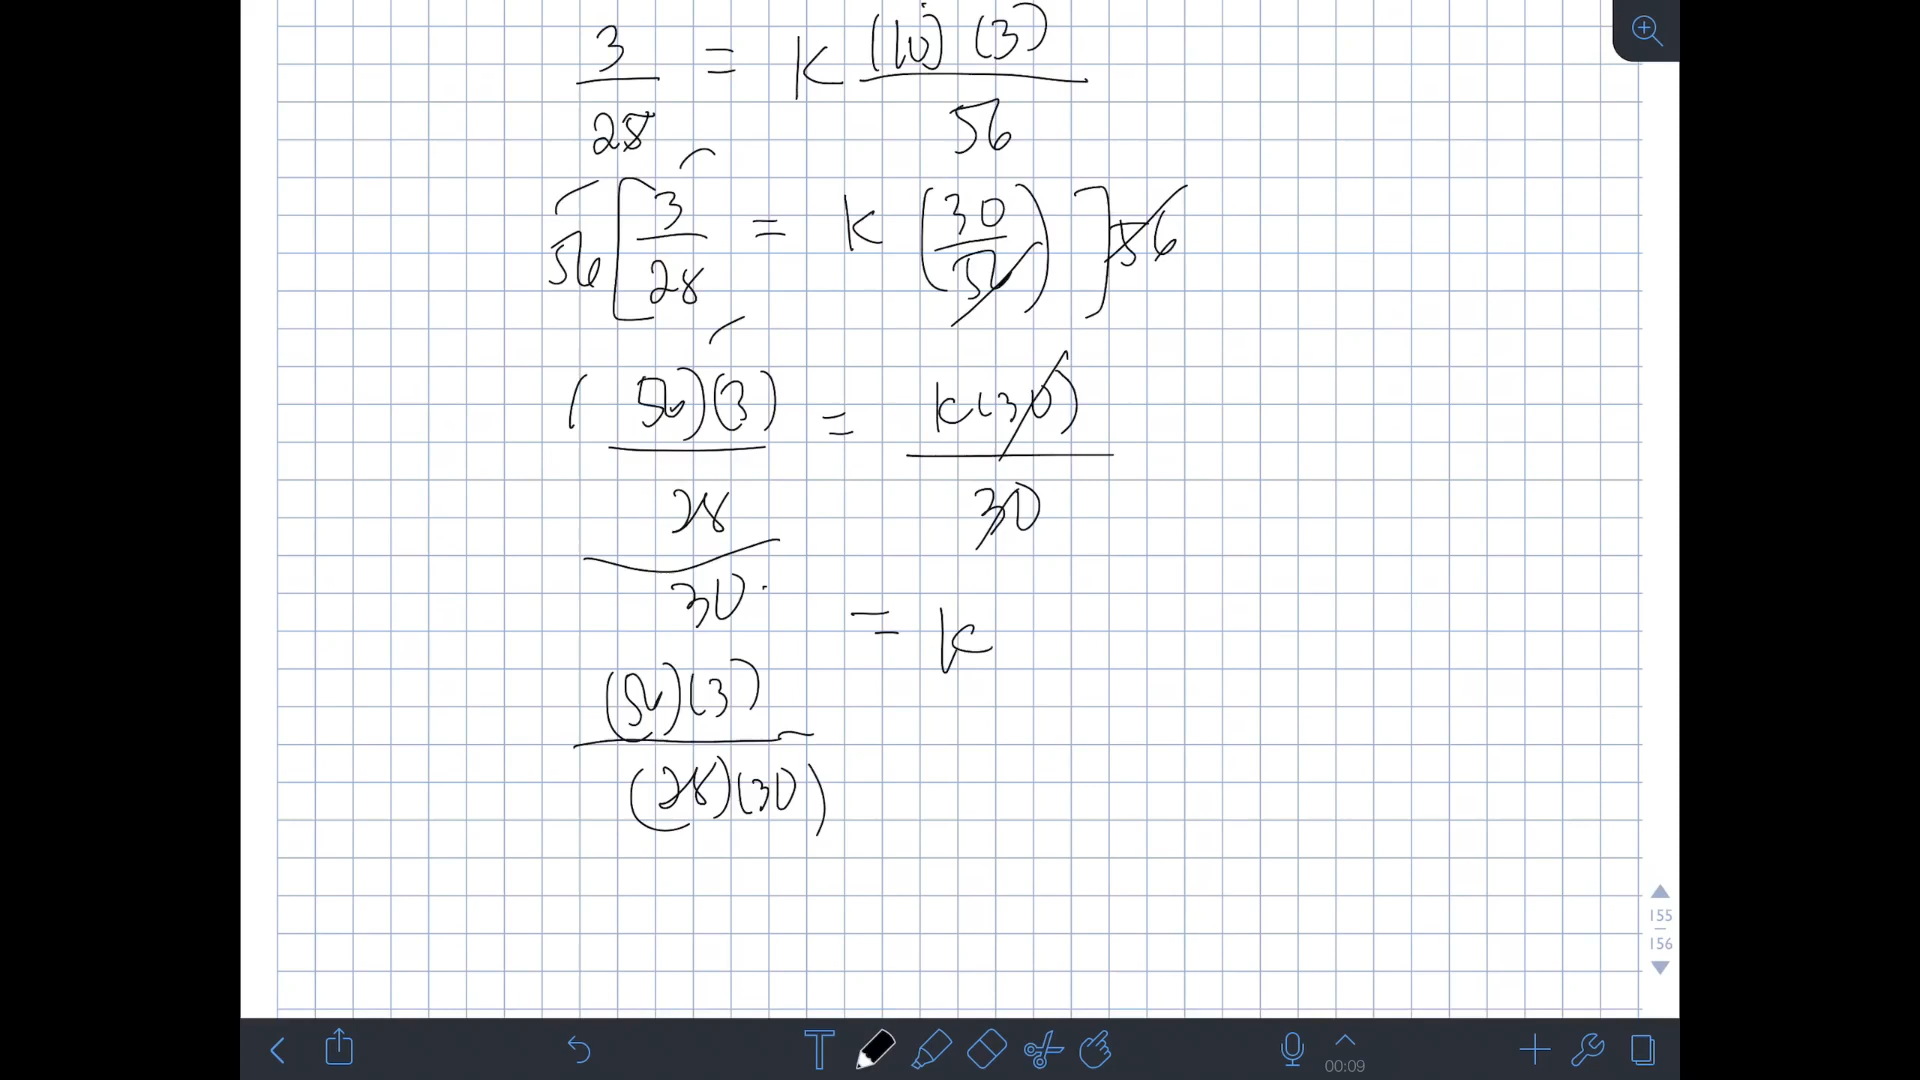 3/28 = k (10)(3)/56
56 [ 3/28 = k (30/56) ] 56
(56)(3)/28 = k(30)/30
30
= k
(56)(3)/(28)(30)
155
156
T
00:09